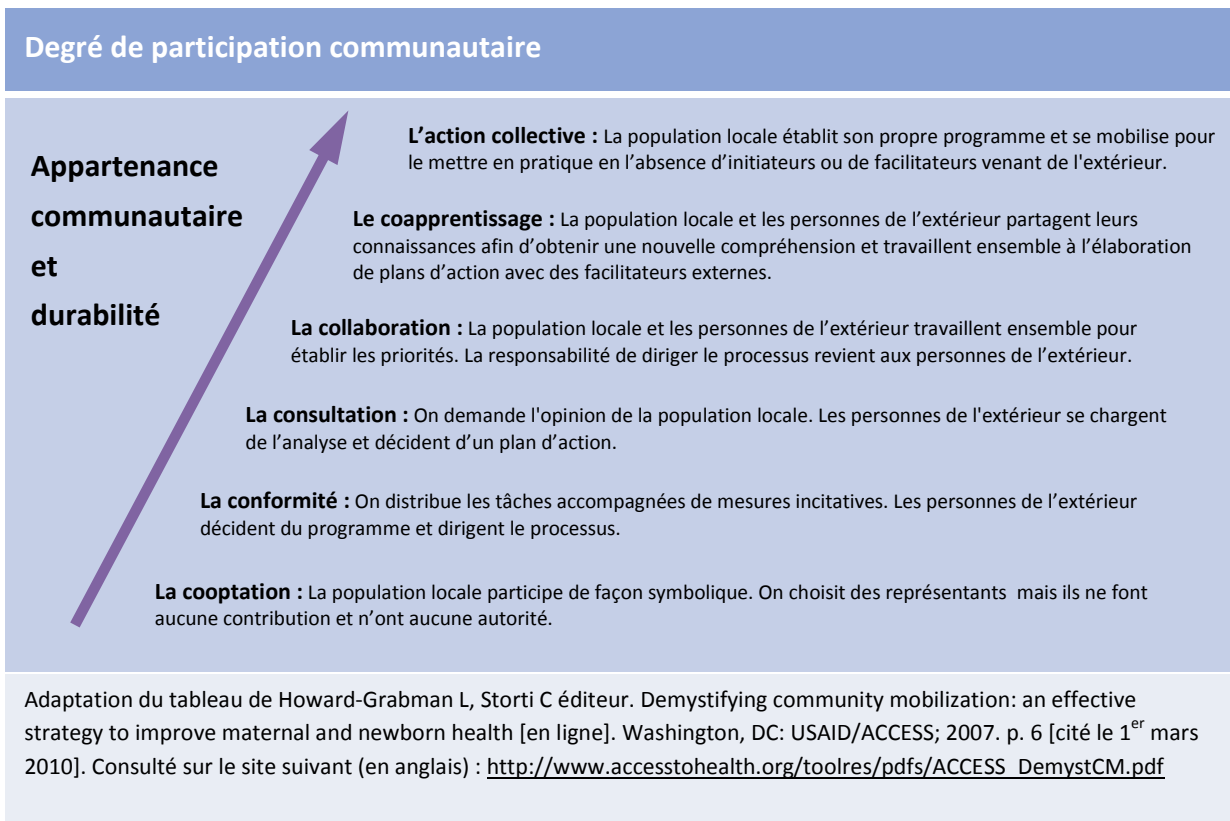 Degré de participation communautaire
Appartenance
communautaire
et
durabilité
L’action collective : La population locale établit son propre programme et se mobilise pour
le mettre en pratique en l’absence d’initiateurs ou de facilitateurs venant de l'extérieur.
Le coapprentissage : La population locale et les personnes de l’extérieur partagent leurs
connaissances afin d’obtenir une nouvelle compréhension et travaillent ensemble à l’élaboration
de plans d’action avec des facilitateurs externes.
La collaboration : La population locale et les personnes de l’extérieur travaillent ensemble pour
établir les priorités. La responsabilité de diriger le processus revient aux personnes de l’extérieur.
La consultation : On demande l'opinion de la population locale. Les personnes de l'extérieur se chargent
de l’analyse et décident d’un plan d’action.
La conformité : On distribue les tâches accompagnées de mesures incitatives. Les personnes de l’extérieur
décident du programme et dirigent le processus.
La cooptation : La population locale participe de façon symbolique. On choisit des représentants mais ils ne font
aucune contribution et n’ont aucune autorité.
Adaptation du tableau de Howard-Grabman L, Storti C éditeur. Demystifying community mobilization: an effective
strategy to improve maternal and newborn health [en ligne]. Washington, DC: USAID/ACCESS; 2007. p. 6 [cité le 1er mars
2010]. Consulté sur le site suivant (en anglais) : http://www.accesstohealth.org/toolres/pdfs/ACCESS_DemystCM.pdf